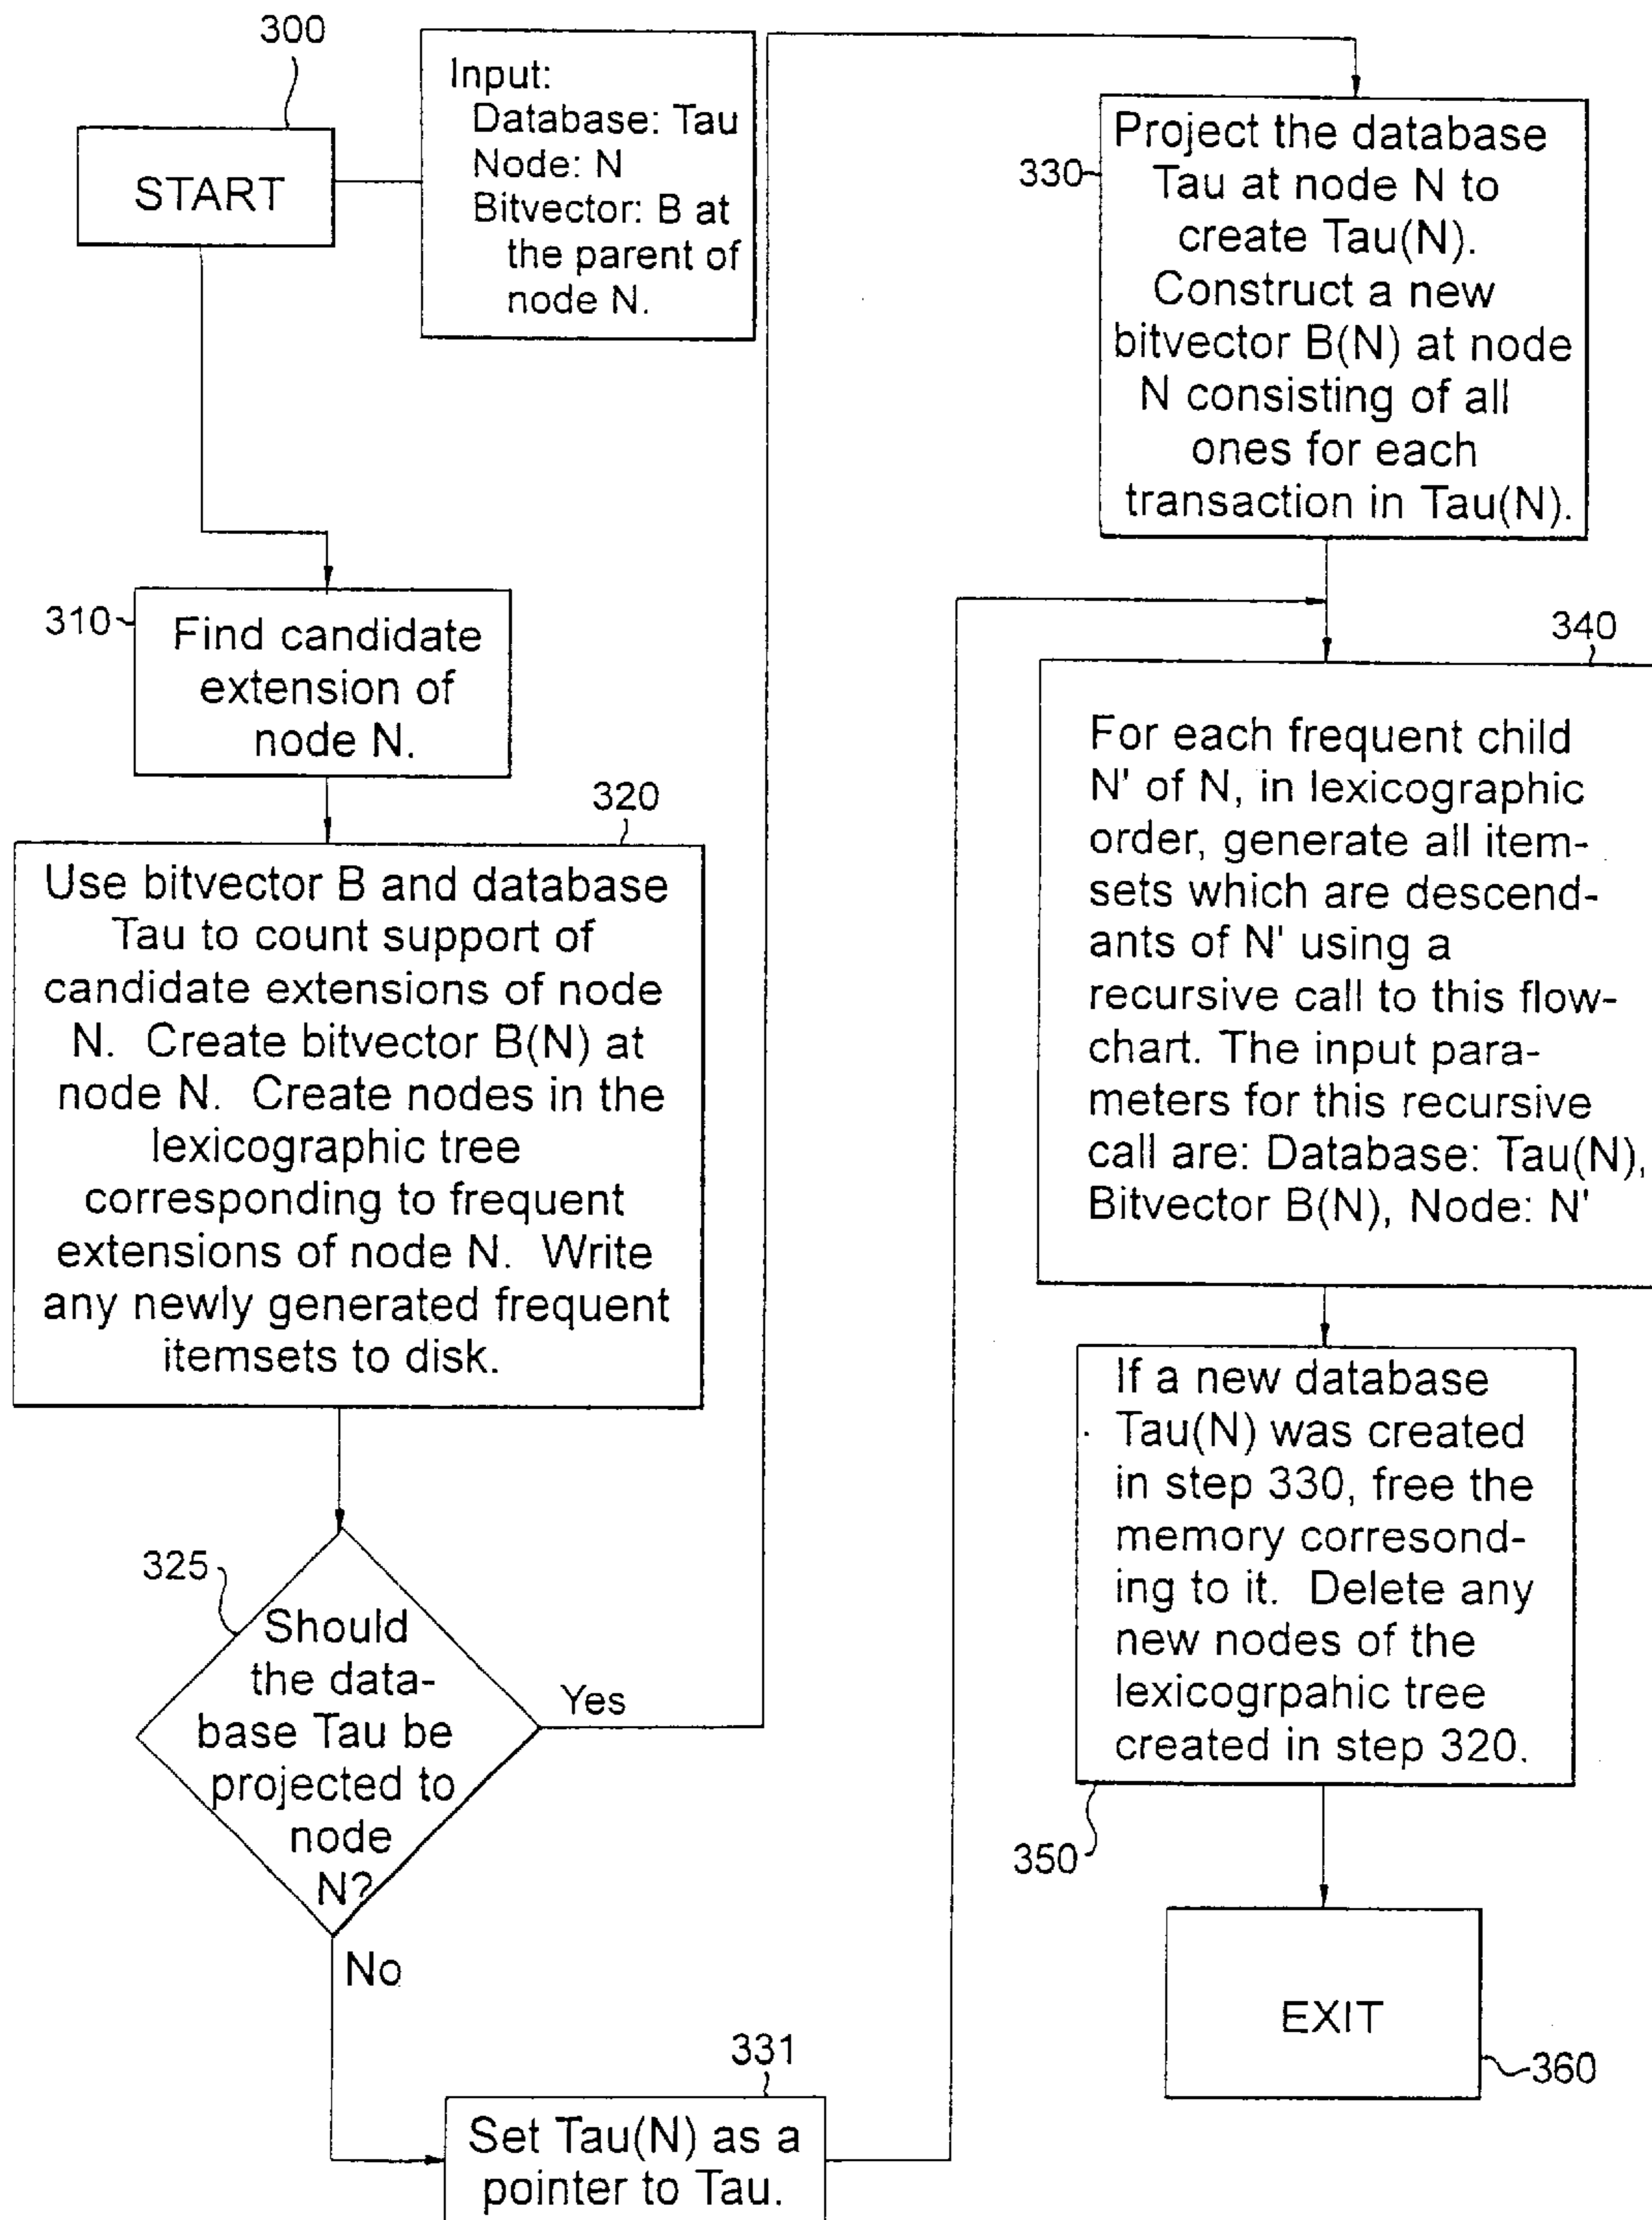 300
START
Input:
Database: Tau
Node: N
Bitvector: B at
the parent of
node N.
310
Find candidate
extension of
node N.
320
Use bitvector B and database
Tau to count support of
candidate extensions of node
N. Create bitvector B(N) at
node N. Create nodes in the
lexicographic tree
corresponding to frequent
extensions of node N. Write
any newly generated frequent
itemsets to disk.
325
Should
the data-
base Tau be
projected to
node
N?
Yes
No
331
Set Tau(N) as a
pointer to Tau.
330
Project the database
Tau at node N to
create Tau(N).
Construct a new
bitvector B(N) at node
N consisting of all
ones for each
transaction in Tau(N).
340
For each frequent child
N' of N, in lexicographic
order, generate all item-
sets which are descend-
ants of N' using a
recursive call to this flow-
chart. The input para-
meters for this recursive
call are: Database: Tau(N),
Bitvector B(N), Node: N'
If a new database
Tau(N) was created
in step 330, free the
memory corresond-
ing to it. Delete any
new nodes of the
lexicogrpahic tree
created in step 320.
350
EXIT
360